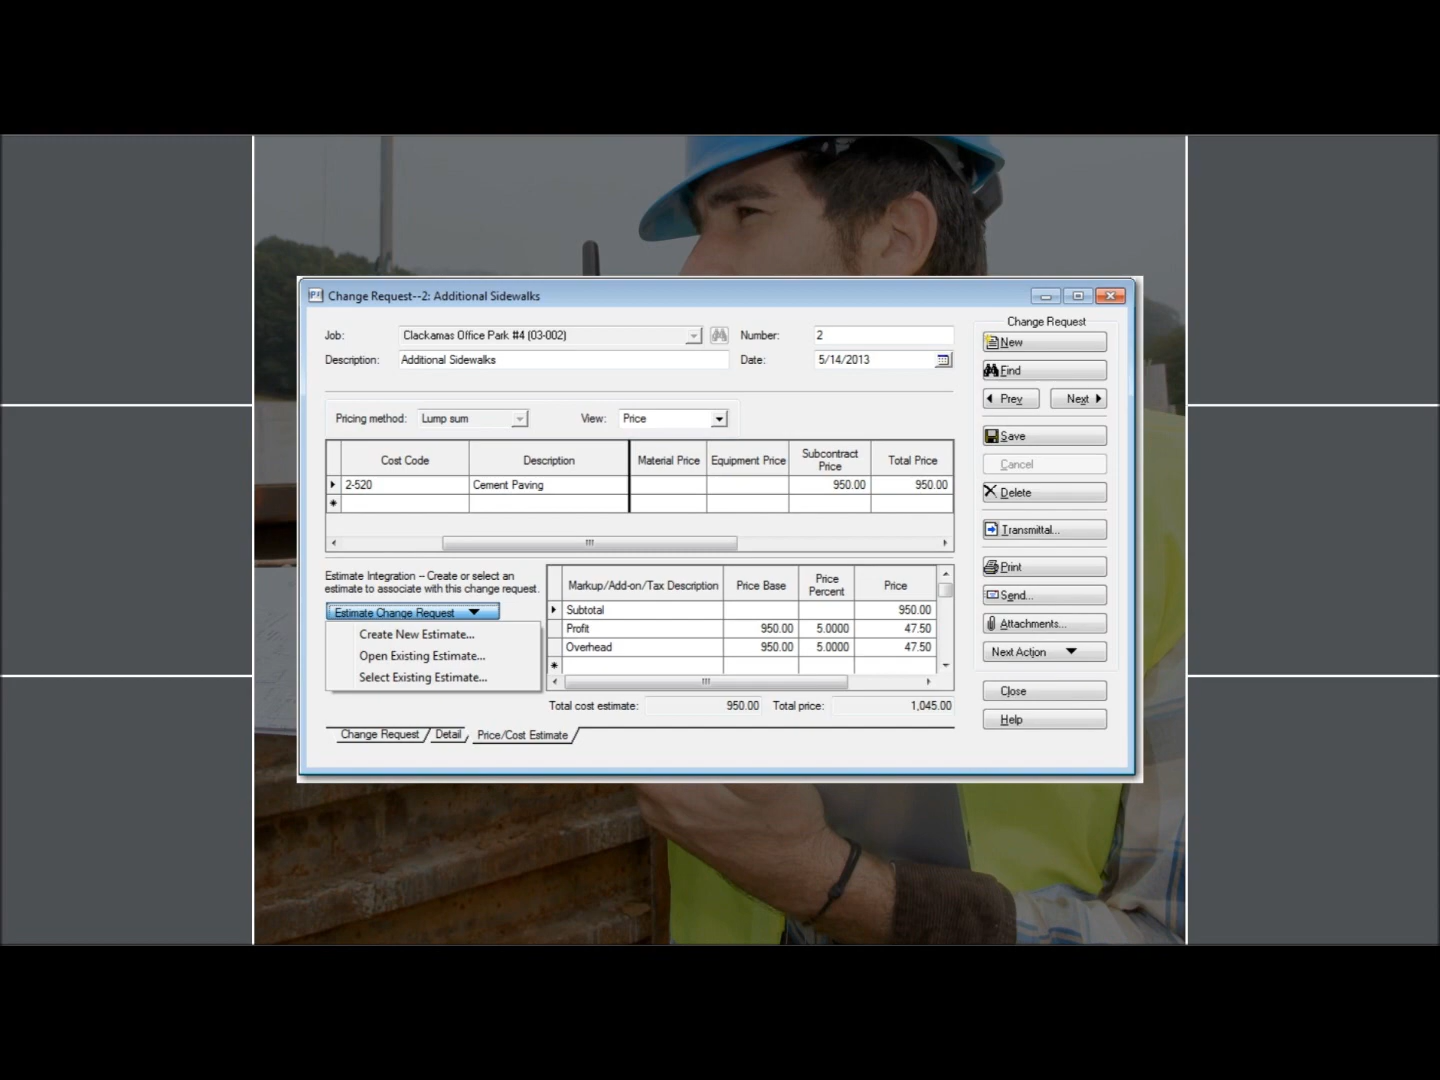 Change Request--2: Additional Sidewalks
Job: Clackamas Office Park #4 (03-002) Number: 2
Description: Additional Sidewalks Date: 5/14/2013
Pricing method: Lump sum View: Price
Cost Code Description Material Price Equipment Price Subcontract Price Total Price
2-520 Cement Paving 950.00 950.00
Estimate Integration -- Create or select an
estimate to associate with this change request.
Estimate Change Request
Create New Estimate...
Open Existing Estimate...
Select Existing Estimate...
Markup/Add-on/Tax Description Price Base Price Percent Price
Subtotal 950.00
Profit 950.00 5.0000 47.50
Overhead 950.00 5.0000 47.50
Total cost estimate: 950.00 Total price: 1,045.00
Change Request Detail Price/Cost Estimate
Change Request
New
Find
Prev Next
Save
Cancel
Delete
Transmittal...
Print
Send...
Attachments...
Next Action
Close
Help